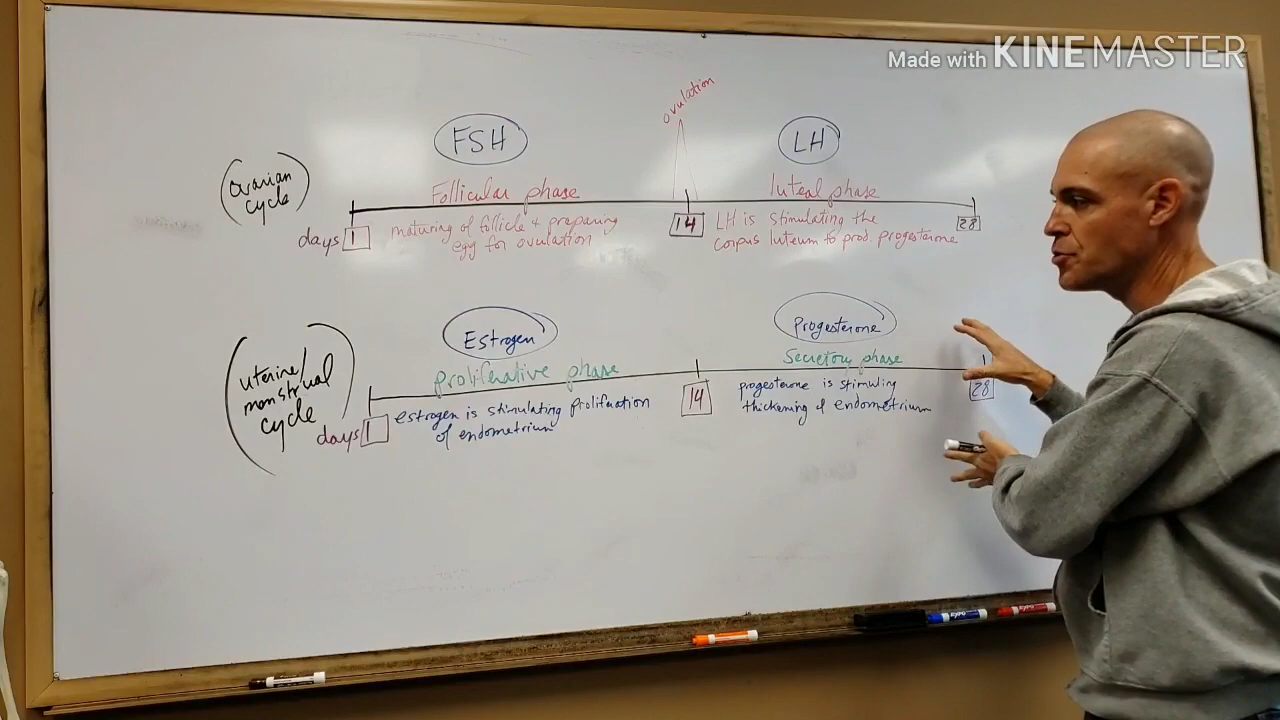 Made with KINEMASTER
ovulation
FSH
LH
(ovarian
cycle)
Follicular phase
luteal phase
days 1
maturing of follicle & preparing
egg for ovulation
14
LH is stimulating the
corpus luteum to prod. progesterone
28
Estrogen
Progesterone
(uterine/
menstrual
cycle)
proliferative phase
Secretory phase
days 1
estrogen is stimulating proliferation
of endometrium
14
progesterone is stimuling
thickening of endometrium
28
EXPO
EXPO